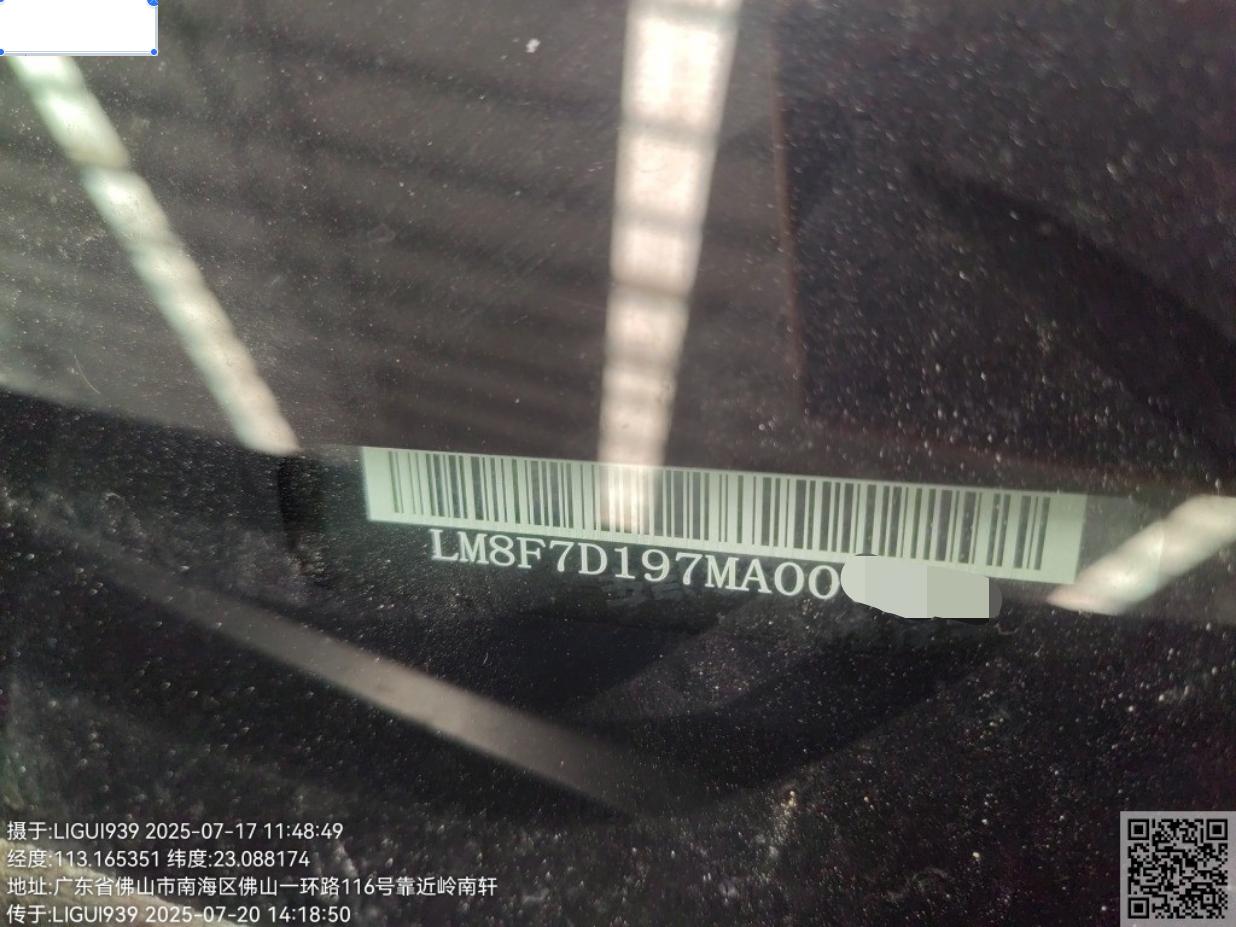 LM8F7D197MA00
摄于:LIGUI939 2025-07-17 11:48:49
经度:113.165351 纬度:23.088174
地址:广东省佛山市南海区佛山一环路116号靠近岭南轩
传于:LIGUI939 2025-07-20 14:18:50